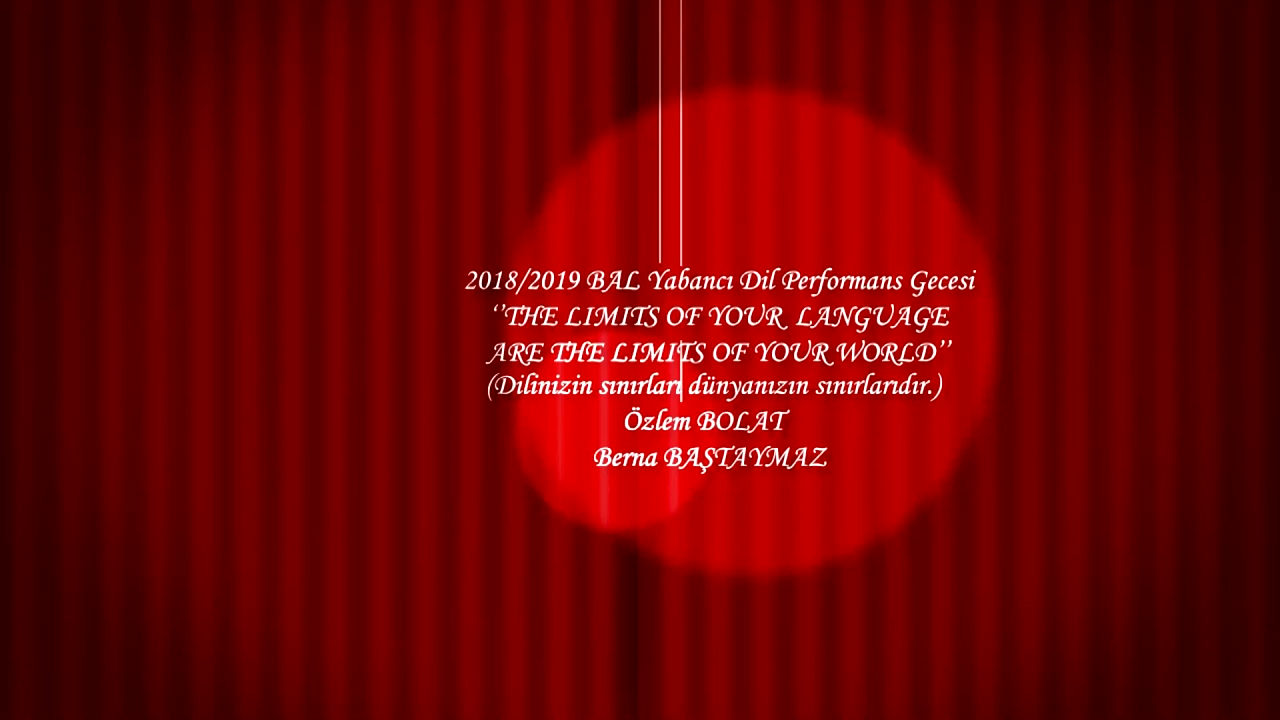 2018/2019 BAL Yabancı Dil Performans Gecesi
‘’THE LIMITS OF YOUR LANGUAGE
ARE THE LIMITS OF YOUR WORLD’’
(Dilinizin sınırları dünyanızın sınırlarıdır.)
Özlem BOLAT
Berna BAŞTAYMAZ